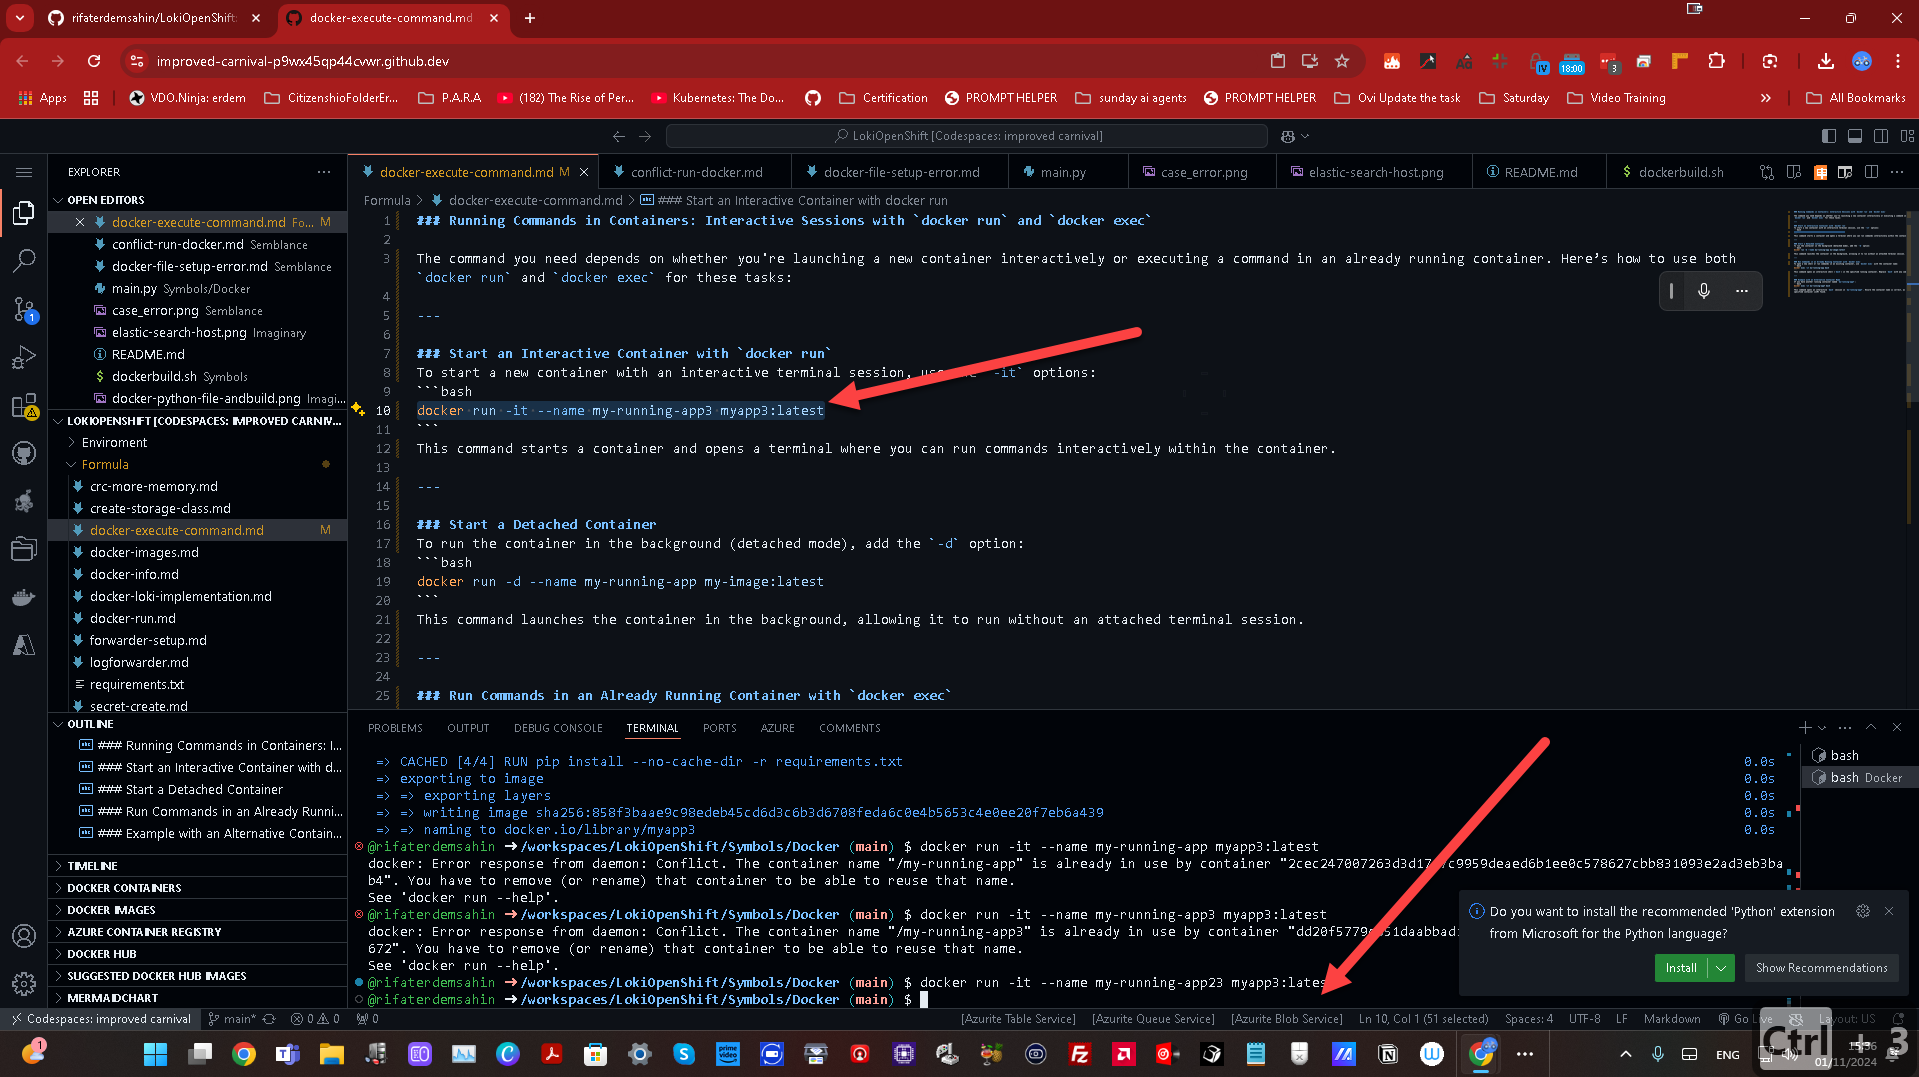 rifaterdemsahin/LokiOpenShift
docker-execute-command.md
improved-carnival-p9wx45qp44cvwr.github.dev
IV
18:00
3
Apps
VDO.Ninja: erdem
CitizenshioFolderEr...
P.A.R.A
(182) The Rise of Per...
Kubernetes: The Do...
Certification
PROMPT HELPER
sunday ai agents
PROMPT HELPER
Ovi Update the task
Saturday
Video Training
All Bookmarks
LokiOpenShift [Codespaces: improved carnival]
EXPLORER
docker-execute-command.md M
conflict-run-docker.md
docker-file-setup-error.md
main.py
case_error.png
elastic-search-host.png
README.md
dockerbuild.sh
OPEN EDITORS
docker-execute-command.md Fo... M
conflict-run-docker.md Semblance
docker-file-setup-error.md Semblance
main.py Symbols/Docker
case_error.png Semblance
elastic-search-host.png Imaginary
README.md
dockerbuild.sh Symbols
docker-python-file-andbuild.png Imagi...
LOKIOPENSHIFT [CODESPACES: IMPROVED CARNIV...
Enviroment
Formula
crc-more-memory.md
create-storage-class.md
docker-execute-command.md M
docker-images.md
docker-info.md
docker-loki-implementation.md
docker-run.md
forwarder-setup.md
logforwarder.md
requirements.txt
secret-create.md
OUTLINE
### Running Commands in Containers: I...
### Start an Interactive Container with d...
### Start a Detached Container
### Run Commands in an Already Runni...
### Example with an Alternative Contain...
TIMELINE
DOCKER CONTAINERS
DOCKER IMAGES
AZURE CONTAINER REGISTRY
DOCKER HUB
SUGGESTED DOCKER HUB IMAGES
MERMAIDCHART
1
Formula > docker-execute-command.md > ### Start an Interactive Container with docker run
1 ### Running Commands in Containers: Interactive Sessions with `docker run` and `docker exec`
2
3 The command you need depends on whether you're launching a new container interactively or executing a command in an already running container. Here's how to use both
`docker run` and `docker exec` for these tasks:
4
5 ---
6
7 ### Start an Interactive Container with `docker run`
8 To start a new container with an interactive terminal session, -it` options:
9 ```bash
10 docker run -it --name my-running-app3 myapp3:latest
11 ```
12 This command starts a container and opens a terminal where you can run commands interactively within the container.
13
14 ---
15
16 ### Start a Detached Container
17 To run the container in the background (detached mode), add the `-d` option:
18 ```bash
19 docker run -d --name my-running-app my-image:latest
20 ```
21 This command launches the container in the background, allowing it to run without an attached terminal session.
22
23 ---
24
25 ### Run Commands in an Already Running Container with `docker exec`
PROBLEMS
OUTPUT
DEBUG CONSOLE
TERMINAL
PORTS
AZURE
COMMENTS
bash
bash Docker
=> CACHED [4/4] RUN pip install --no-cache-dir -r requirements.txt 0.0s
=> exporting to image 0.0s
=> => exporting layers 0.0s
=> => writing image sha256:858f3baae9c98edeb45cd6d3c6b3d6708feda6c0e4b5653c4e0ee20f7eb6a439 0.0s
=> => naming to docker.io/library/myapp3 0.0s
@rifaterdemsahin ➜ /workspaces/LokiOpenShift/Symbols/Docker (main) $ docker run -it --name my-running-app myapp3:latest
docker: Error response from daemon: Conflict. The container name "/my-running-app" is already in use by container
b4". You have to remove (or rename) that container to be able to reuse that name.
See 'docker run --help'.
@rifaterdemsahin ➜ /workspaces/LokiOpenShift/Symbols/Docker (main) $ docker run -it --name my-running-app3 myapp3:latest
docker: Error response from daemon: Conflict. The container name "/my-running-app3" is already in use by container
672". You have to remove (or rename) that container to be able to reuse that name.
See 'docker run --help'.
@rifaterdemsahin ➜ /workspaces/LokiOpenShift/Symbols/Docker (main) $ docker run -it --name my-running-app23 myapp3:latest
@rifaterdemsahin ➜ /workspaces/LokiOpenShift/Symbols/Docker (main) $
Do you want to install the recommended 'Python' extension
from Microsoft for the Python language?
Install
Show Recommendations
Codespaces: improved carnival
main*
0 0
0
[Azurite Table Service]
[Azurite Queue Service]
[Azurite Blob Service]
Ln 10, Col 1 (51 selected)
Spaces: 4
UTF-8
LF
Markdown
Go Live
Layout: US
1
ENG
15:36
01/11/2024
Ctrl + 3